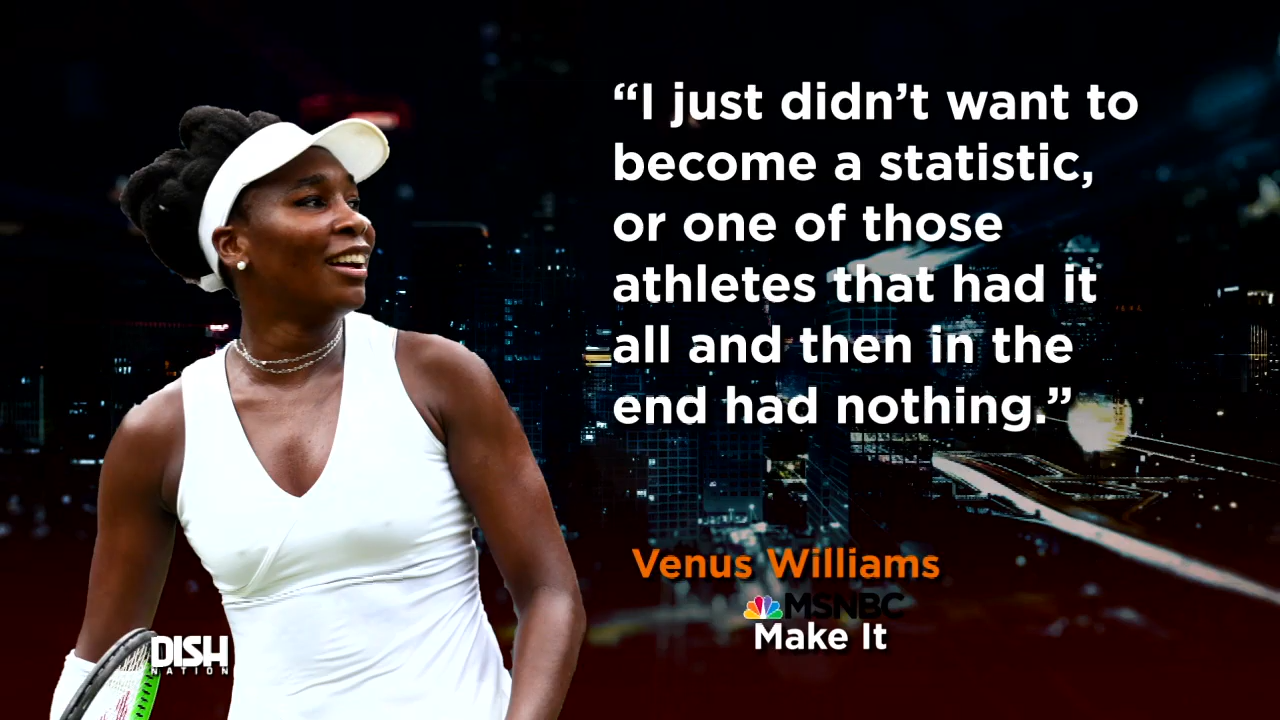 “I just didn’t want to
become a statistic,
or one of those
athletes that had it
all and then in the
end had nothing.”
Venus Williams
MSNBC
Make It
DISH
NATION